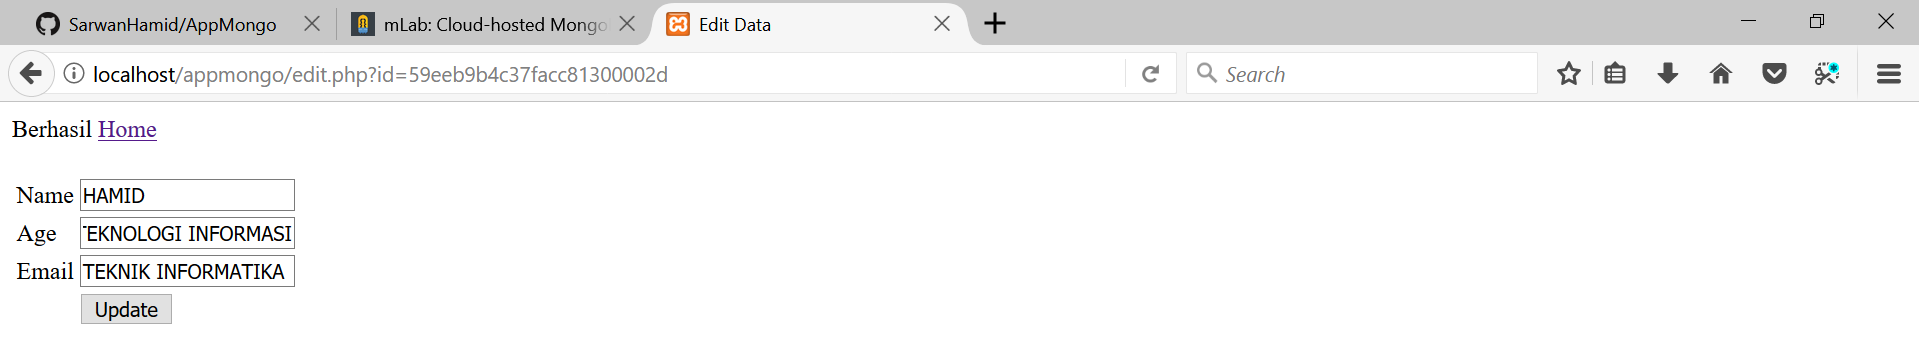 SarwanHamid/AppMongo
mLab: Cloud-hosted Mongo
Edit Data
localhost/appmongo/edit.php?id=59eeb9b4c37facc81300002d
Search
Berhasil Home
Name HAMID
Age TEKNOLOGI INFORMASI
Email TEKNIK INFORMATIKA
Update